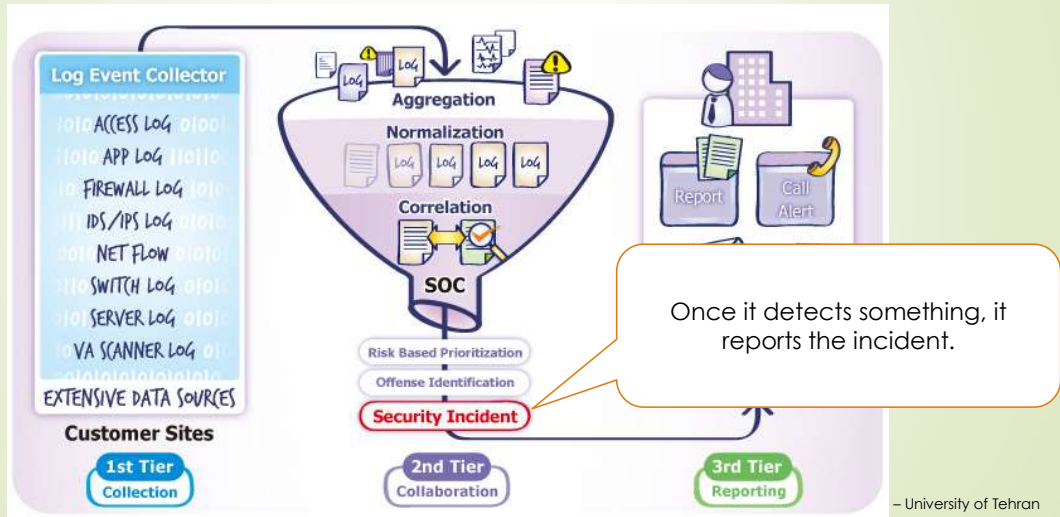 Log Event Collector
ACCESS LOG
APP LOG
FIREWALL LOG
IDS/IPS LOG
NET FLOW
SWITCH LOG
SERVER LOG
VA SCANNER LOG
EXTENSIVE DATA SOURCES
Customer Sites
1st Tier
Collection
LOG
LOG
Aggregation
Normalization
LOG
LOG
LOG
LOG
Correlation
SOC
Risk Based Prioritization
Offense Identification
Security Incident
2nd Tier
Collaboration
Report
Call
Alert
Once it detects something, it
reports the incident.
3rd Tier
Reporting
– University of Tehran